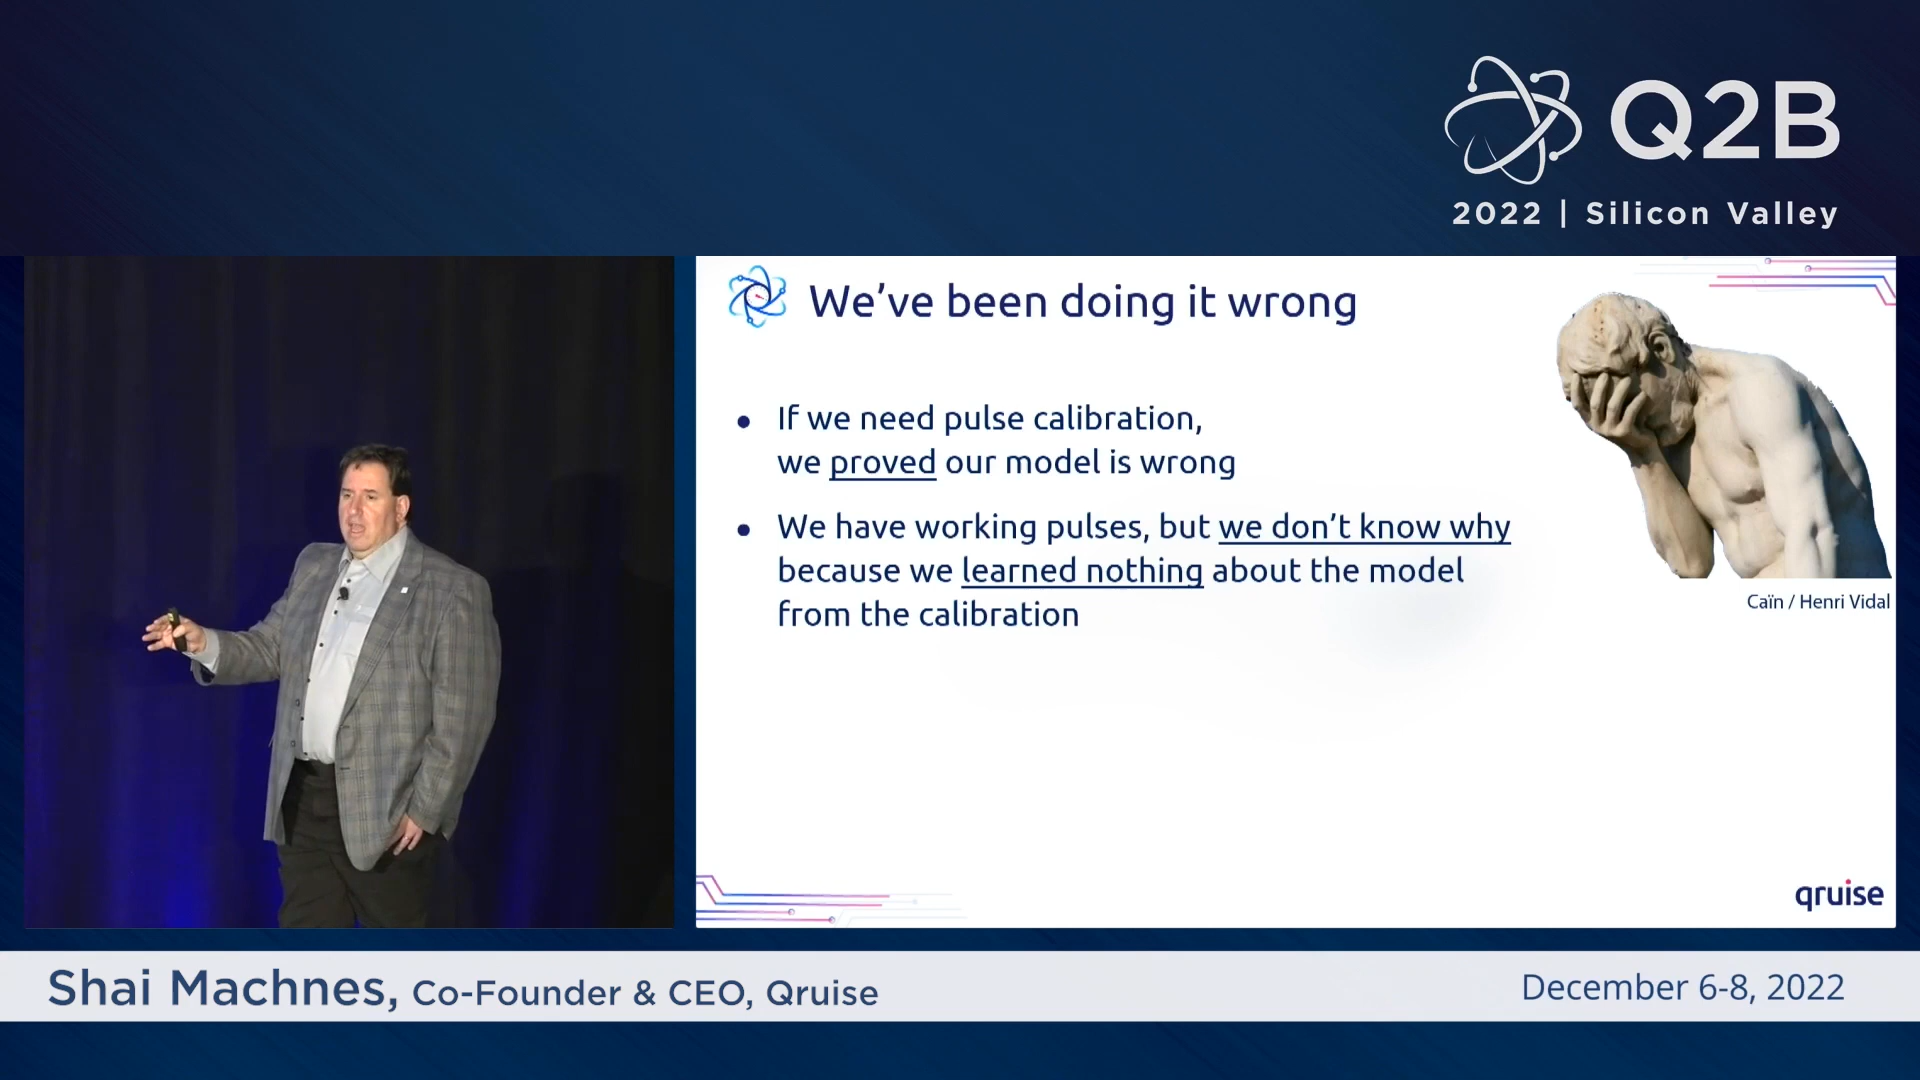 Q2B
2022 | Silicon Valley
We’ve been doing it wrong
• If we need pulse calibration,
we proved our model is wrong
• We have working pulses, but we don’t know why
because we learned nothing about the model
from the calibration
Caïn / Henri Vidal
qruise
Shai Machnes, Co-Founder & CEO, Qruise
December 6-8, 2022